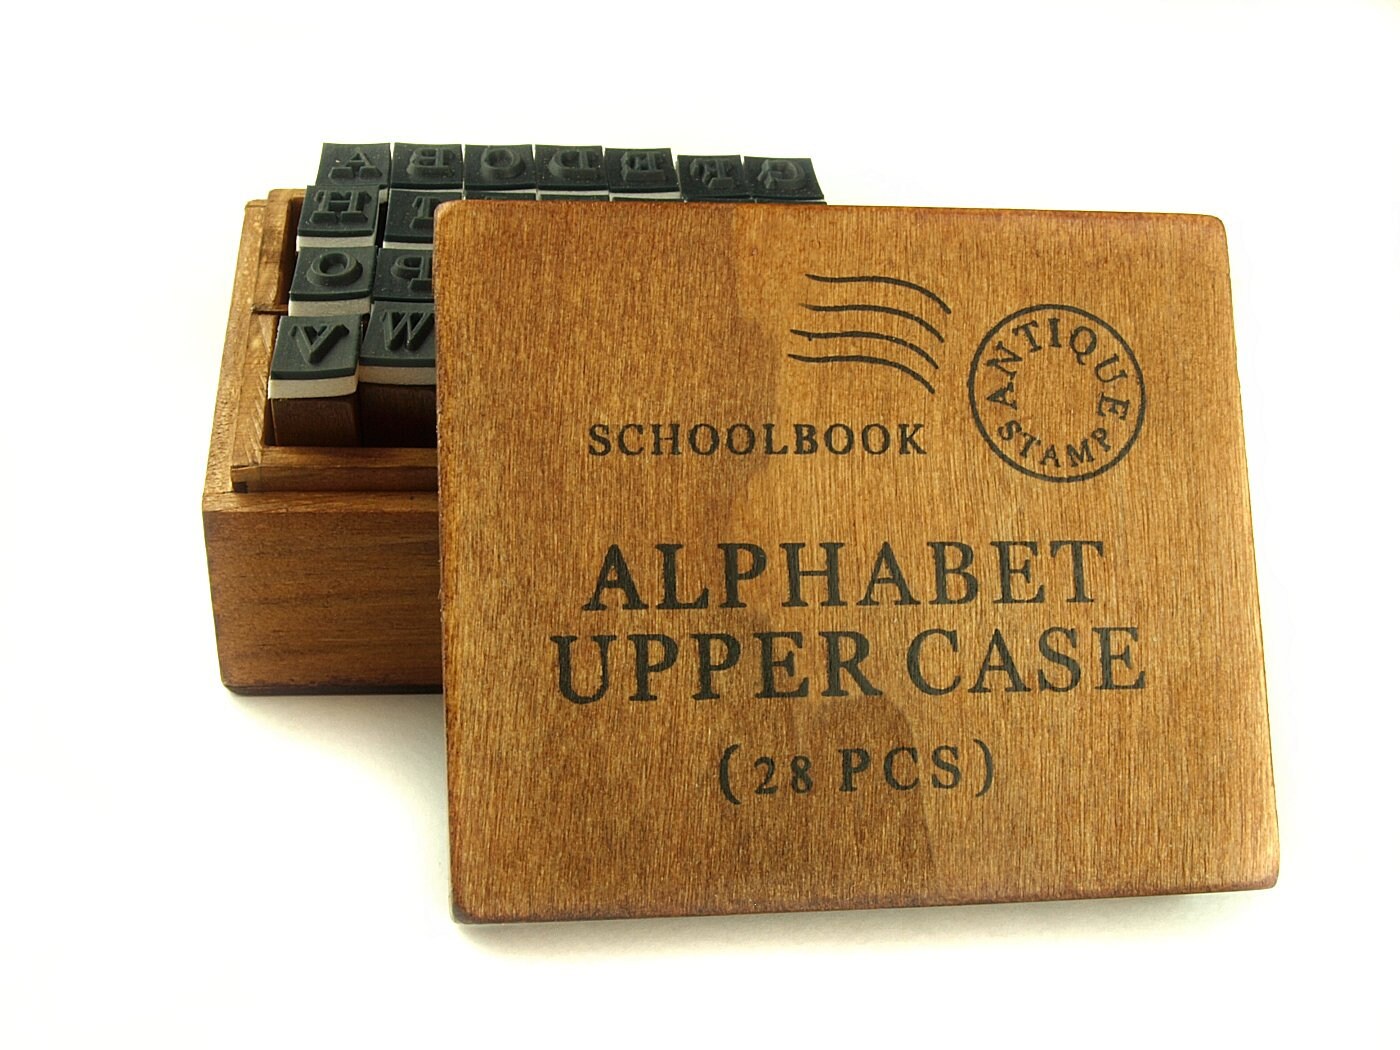 A B C D E F G
H I
O P
V W
ANTIQUE STAMP
SCHOOLBOOK
ALPHABET
UPPER CASE
(28 PCS)